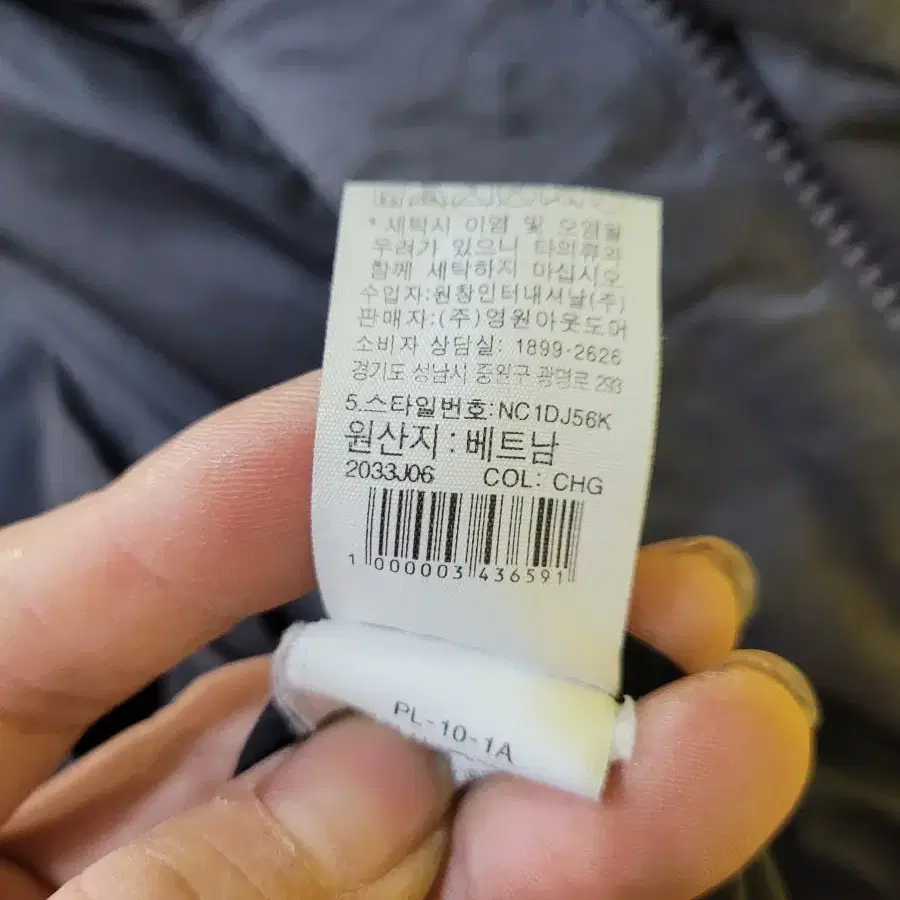 * 세탁시 이염 및 오염될
우려가 있으니 타의류와
함께 세탁하지 마십시오
수입자:원창인터내셔날(주)
판매자:(주)영원아웃도어
소비자 상담실: 1899-2626
경기도 성남시 중원구 광명로 293
5.스타일번호:NC1DJ56K
원산지 : 베트남
2033J06 COL: CHG
1 000003 436591
PL-10-1A